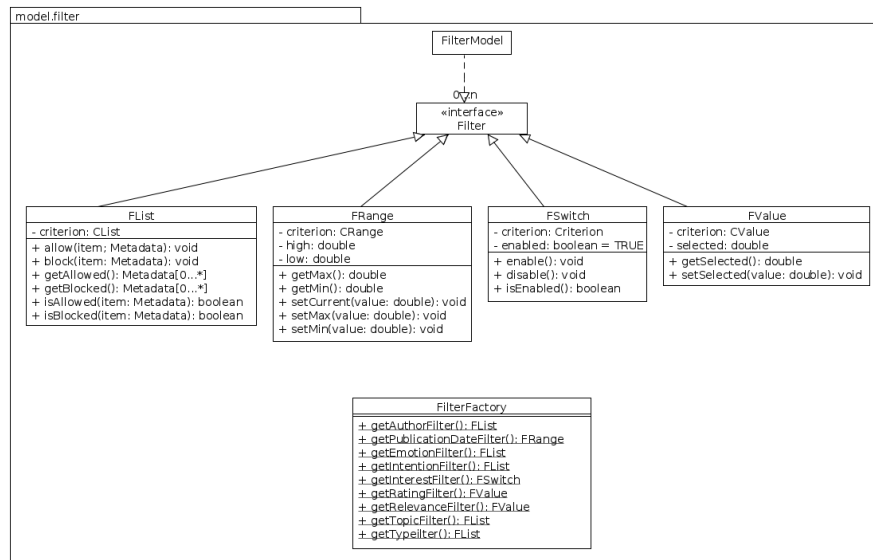 model.filter
FilterModel
«interface»
Filter
FList
- criterion: CList
+ allow(item; Metadata): void
+ block(item: Metadata): void
+ getAllowed(): Metadata[0...*]
+ getBlocked(): Metadata[0...*]
+ isAllowed(item: Metadata): boolean
+ isBlocked(item: Metadata): boolean
FRange
- criterion: CRange
- high: double
- low: double
+ getMax(): double
+ getMin(): double
+ setCurrent(value: double): void
+ setMax(value: double): void
+ setMin(value: double): void
FSwitch
- criterion: Criterion
- enabled: boolean = TRUE
+ enable(): void
+ disable(): void
+ isEnabled(): boolean
FValue
- criterion: CValue
- selected: double
+ getSelected(): double
+ setSelected(value: double): void
FilterFactory
+ getAuthorFilter(): FList
+ getPublicationDateFilter(): FRange
+ getEmotionFilter(): FList
+ getIntentionFilter(): FList
+ getInterestFilter(): FSwitch
+ getRatingFilter(): FValue
+ getRelevanceFilter(): FValue
+ getTopicFilter(): FList
+ getTypeilter(): FList